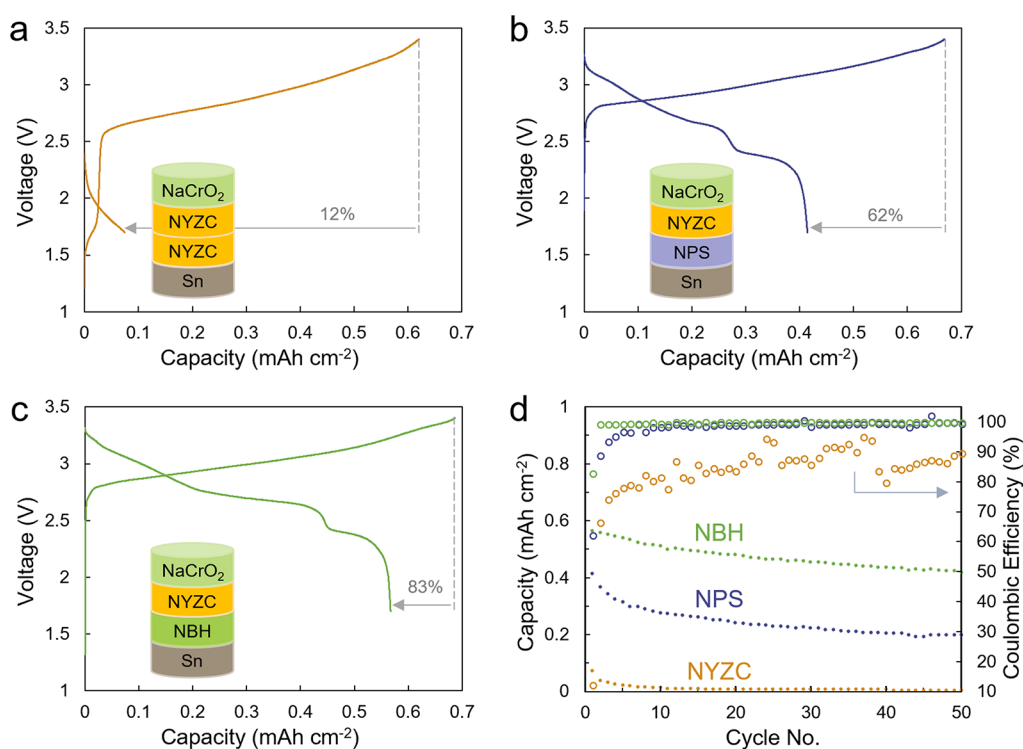 a
3.5
3
2.5
2
1.5
1
Voltage (V)
12%
NaCrO₂
NYZC
NYZC
Sn
0
0.1
0.2
0.3
0.4
0.5
0.6
0.7
Capacity (mAh cm⁻²)
b
3.5
3
2.5
2
1.5
1
Voltage (V)
62%
NaCrO₂
NYZC
NPS
Sn
0
0.1
0.2
0.3
0.4
0.5
0.6
0.7
Capacity (mAh cm⁻²)
c
3.5
3
2.5
2
1.5
1
Voltage (V)
83%
NaCrO₂
NYZC
NBH
Sn
0
0.1
0.2
0.3
0.4
0.5
0.6
0.7
Capacity (mAh cm⁻²)
d
1
0.8
0.6
0.4
0.2
0
Capacity (mAh cm⁻²)
NBH
NPS
NYZC
100
90
80
70
60
50
40
30
20
10
Coulombic Efficiency (%)
0
10
20
30
40
50
Cycle No.